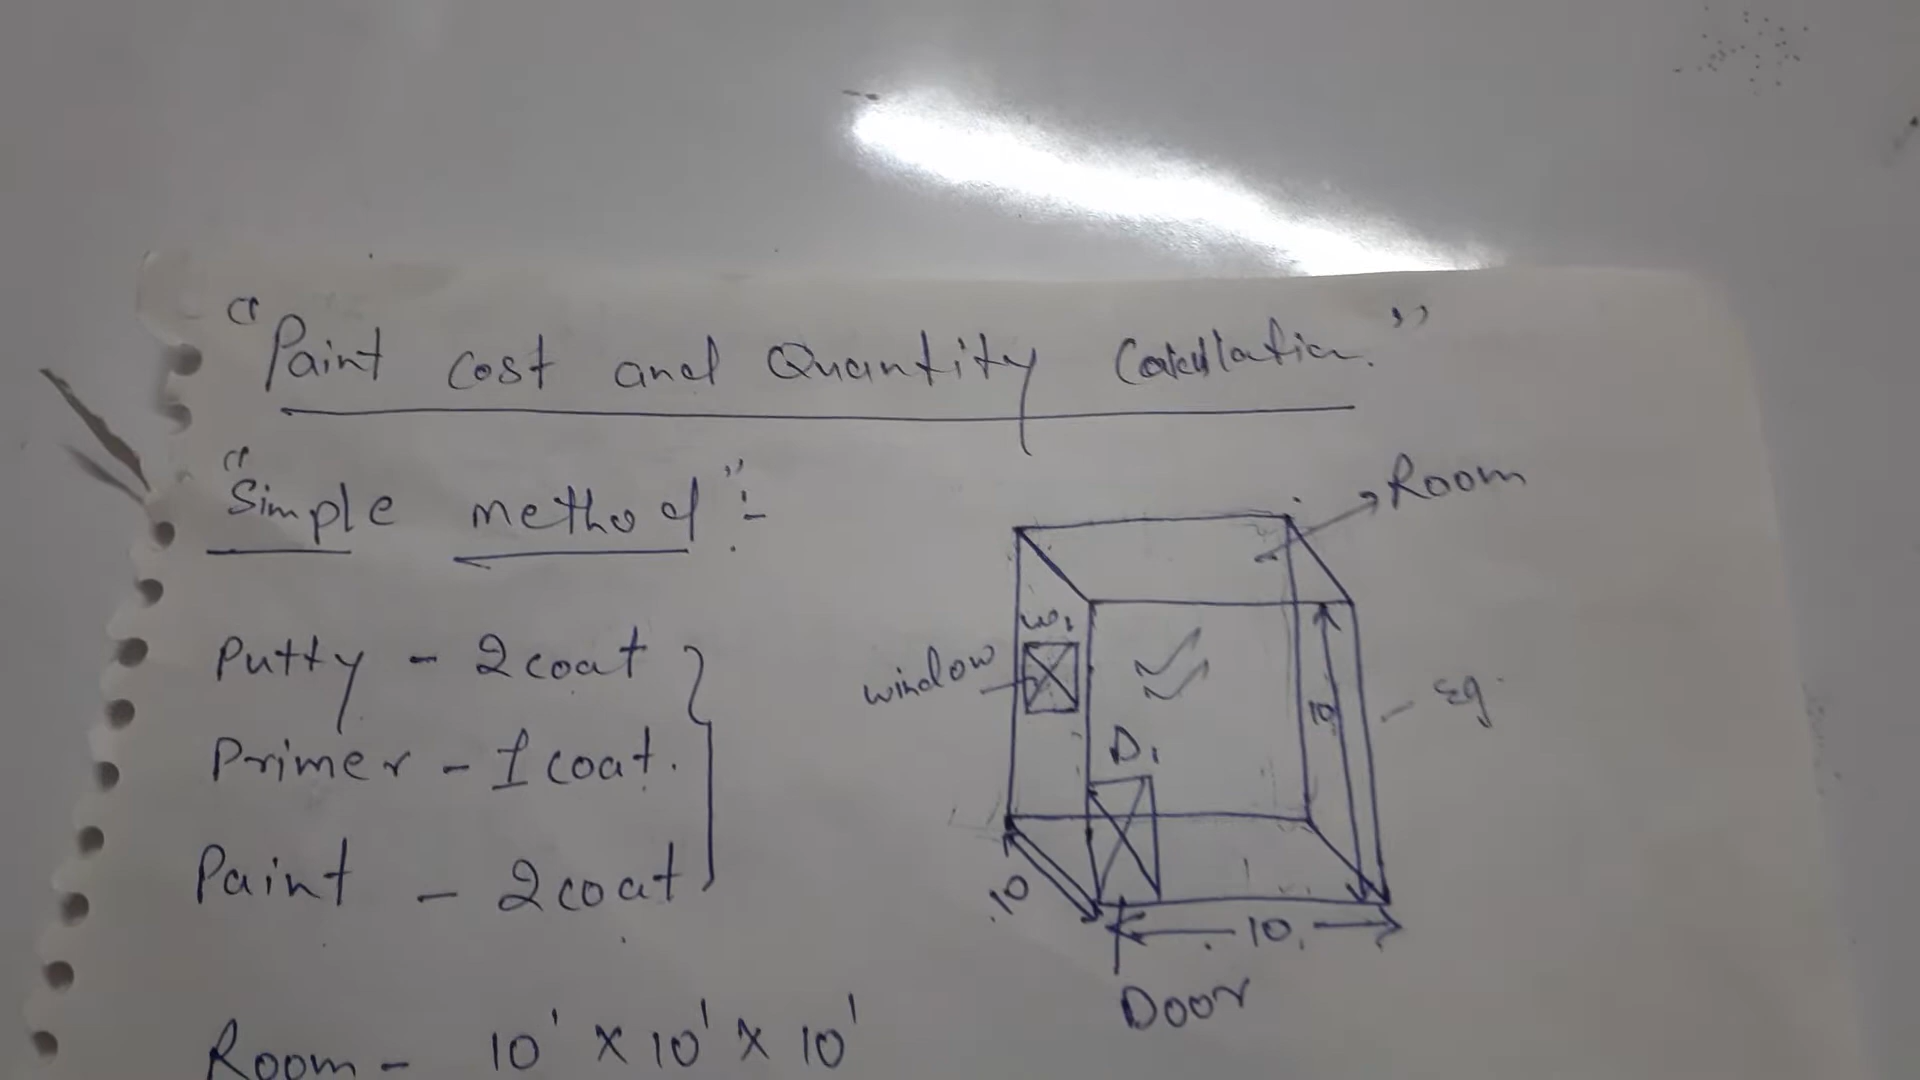 "Paint cost and Quantity Calculation."
"Simple method":-
Putty - 2 coat
Primer - 1 coat.
Paint - 2 coat
Room
W1
window
D1
10
Eg.
10
10
Door
Room - 10' x 10' x 10'